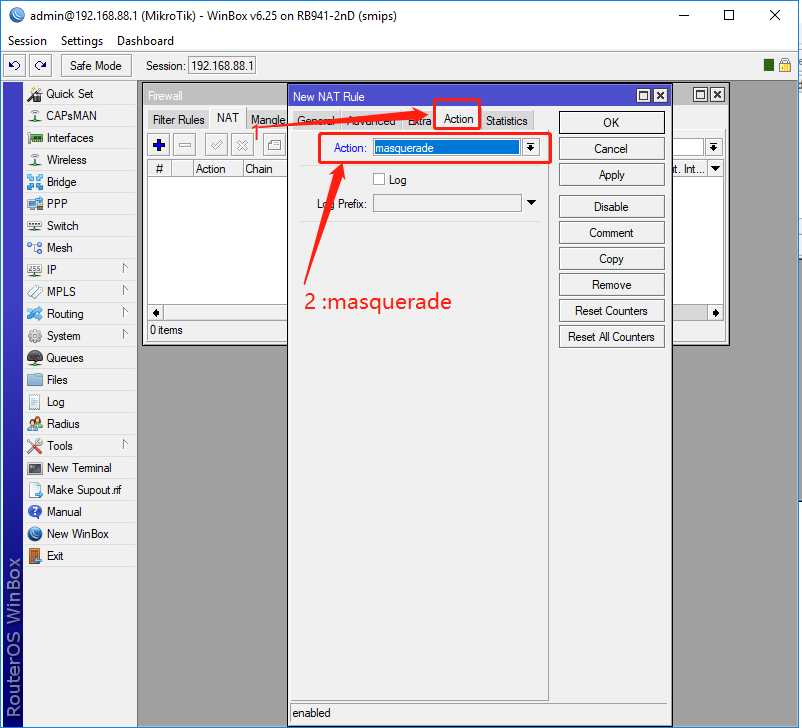 admin@192.168.88.1 (MikroTik) - WinBox v6.25 on RB941-2nD (smips)
Session Settings Dashboard
Safe Mode Session: 192.168.88.1
Quick Set
CAPsMAN
Interfaces
Wireless
Bridge
PPP
Switch
Mesh
IP
MPLS
Routing
System
Queues
Files
Log
Radius
Tools
New Terminal
Make Supout.rif
Manual
New WinBox
Exit
RouterOS WinBox
Firewall
Filter Rules NAT Mangle
# Action Chain
t. Int...
0 items
New NAT Rule
General Advanced Extra Action Statistics
1
Action: masquerade
Log
Log Prefix:
2 :masquerade
OK
Cancel
Apply
Disable
Comment
Copy
Remove
Reset Counters
Reset All Counters
enabled